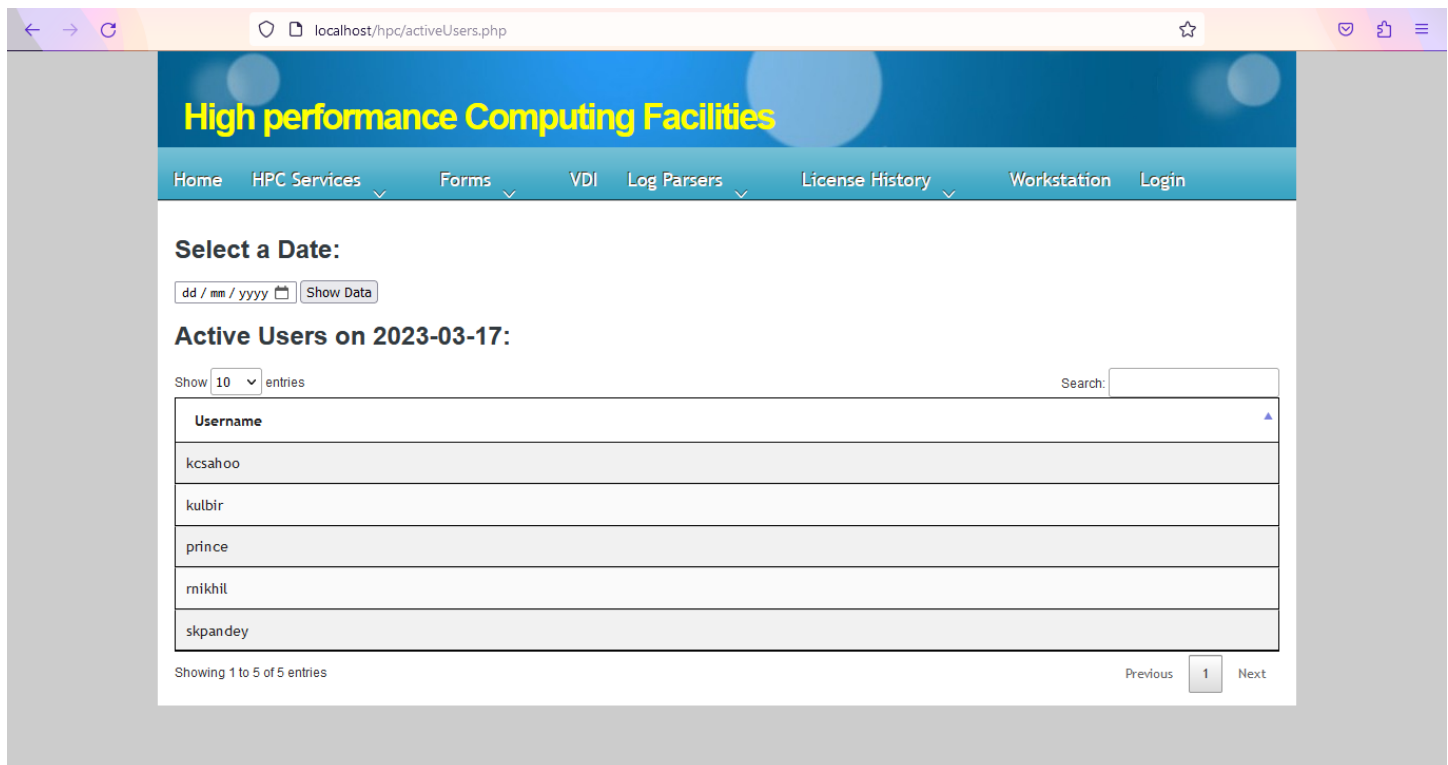 localhost/hpc/activeUsers.php
High performance Computing Facilities
Home HPC Services Forms VDI Log Parsers License History Workstation Login
Select a Date:
dd / mm / yyyy Show Data
Active Users on 2023-03-17:
Show 10 entries Search:
Username
kcsahoo
kulbir
prince
rnikhil
skpandey
Showing 1 to 5 of 5 entries Previous 1 Next